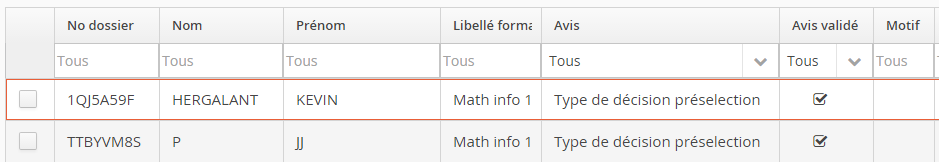 No dossier Nom Prénom Libellé forma Avis Avis validé Motif
Tous Tous Tous Tous Tous Tous Tous
1QJ5A59F HERGALANT KEVIN Math info 1 Type de décision préselection
TTBYVM8S P JJ Math info 1 Type de décision préselection